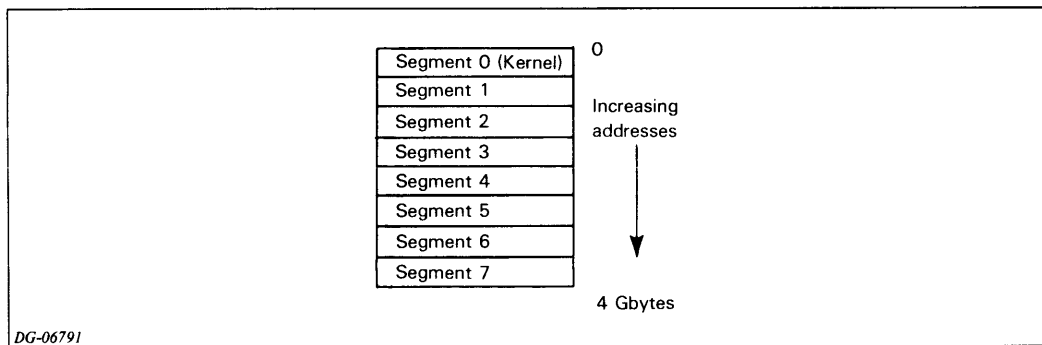 0
Segment 0 (Kernel)
Segment 1
Increasing
addresses
Segment 2
Segment 3
Segment 4
Segment 5
Segment 6
Segment 7
4 Gbytes
DG-06791